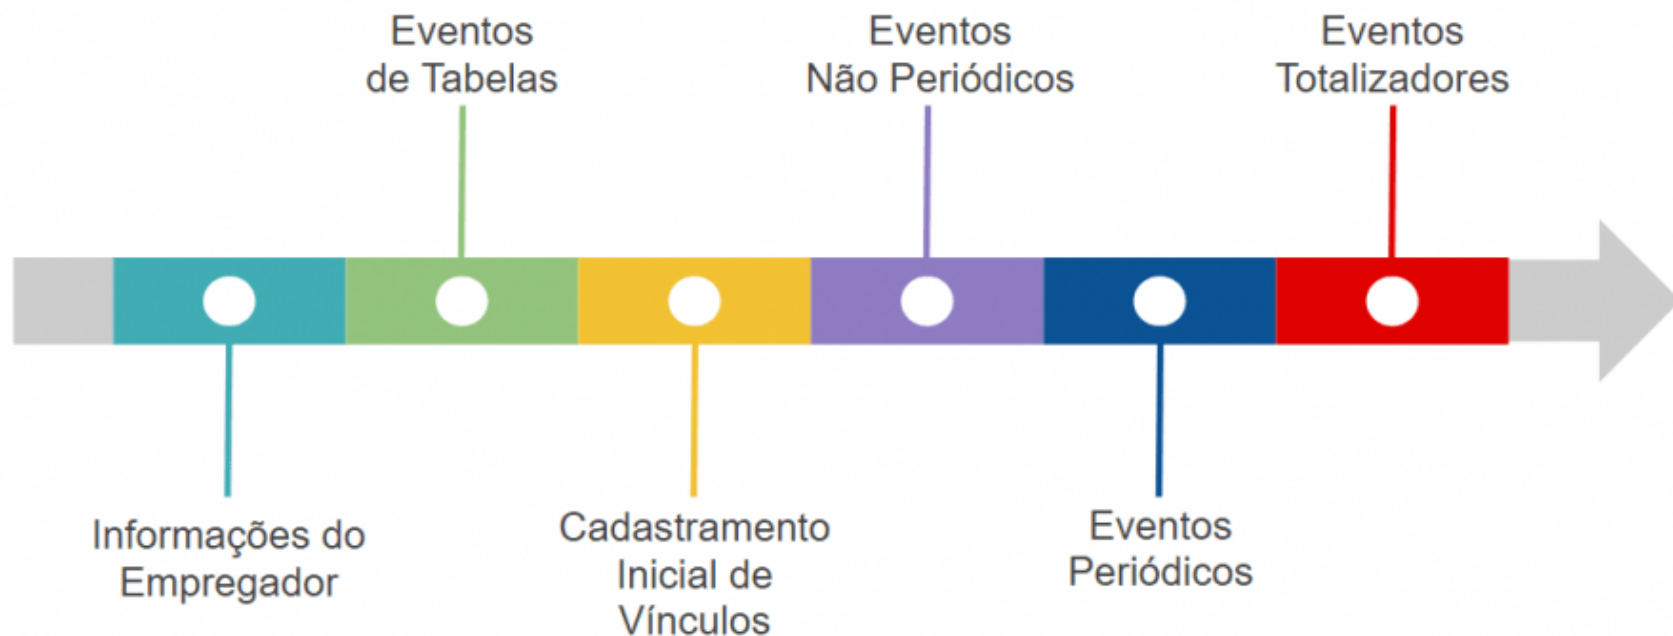 Eventos
de Tabelas
Eventos
Não Periódicos
Eventos
Totalizadores
Informações do
Empregador
Cadastramento
Inicial de
Vínculos
Eventos
Periódicos